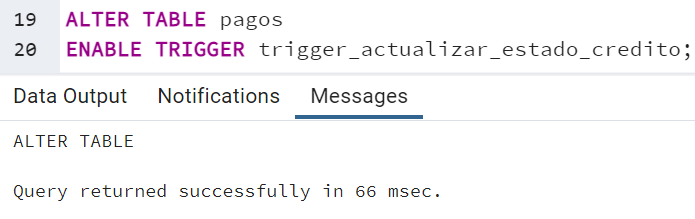 19 ALTER TABLE pagos
20 ENABLE TRIGGER trigger_actualizar_estado_credito;
Data Output Notifications Messages
ALTER TABLE
Query returned successfully in 66 msec.